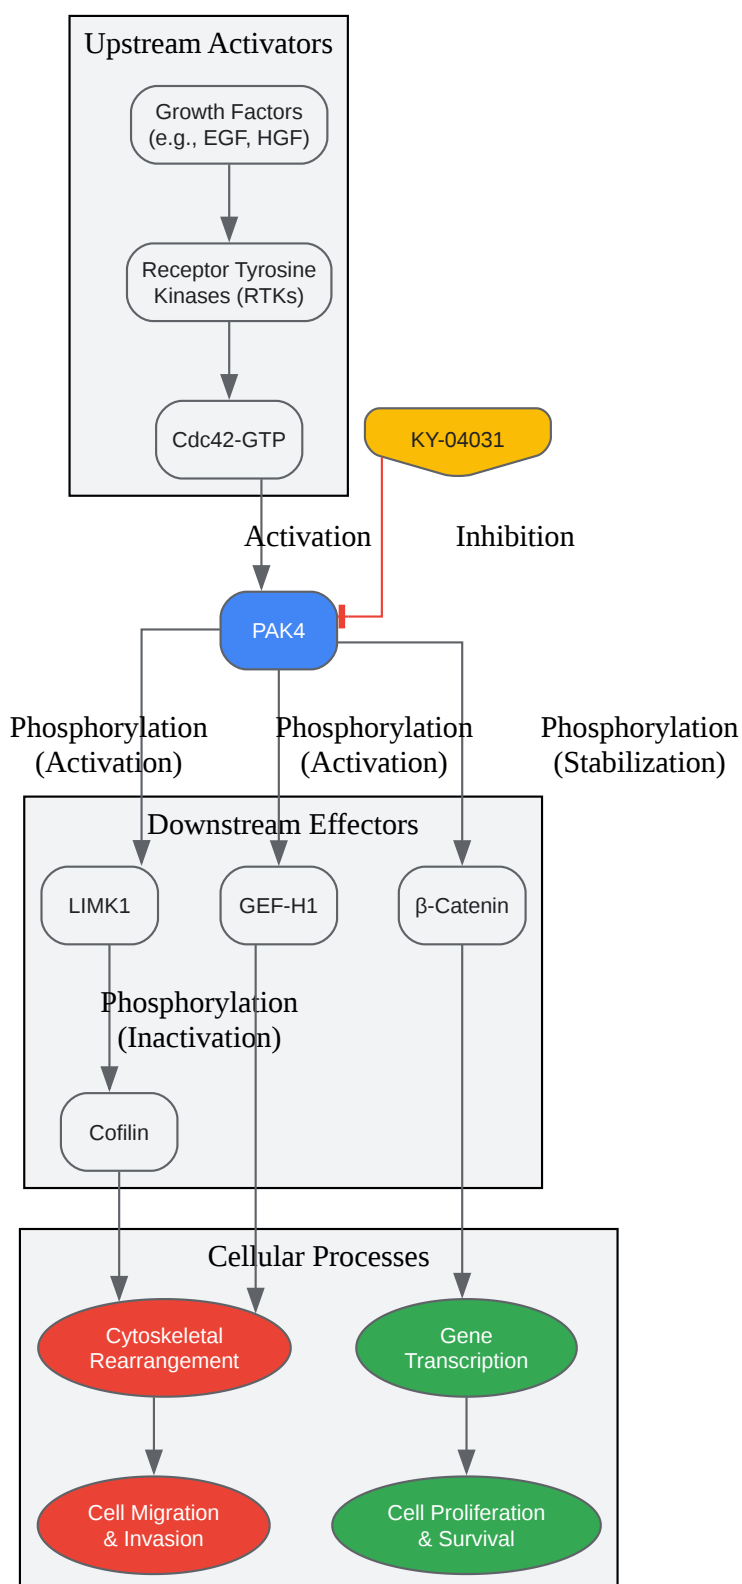 Upstream Activators
Growth Factors
(e.g., EGF, HGF)
Receptor Tyrosine
Kinases (RTKs)
Cdc42-GTP
KY-04031
Activation
Inhibition
PAK4
Phosphorylation
(Activation)
Phosphorylation
(Activation)
Phosphorylation
(Stabilization)
Downstream Effectors
LIMK1
GEF-H1
β-Catenin
Phosphorylation
(Inactivation)
Cofilin
Cellular Processes
Cytoskeletal
Rearrangement
Gene
Transcription
Cell Migration
& Invasion
Cell Proliferation
& Survival